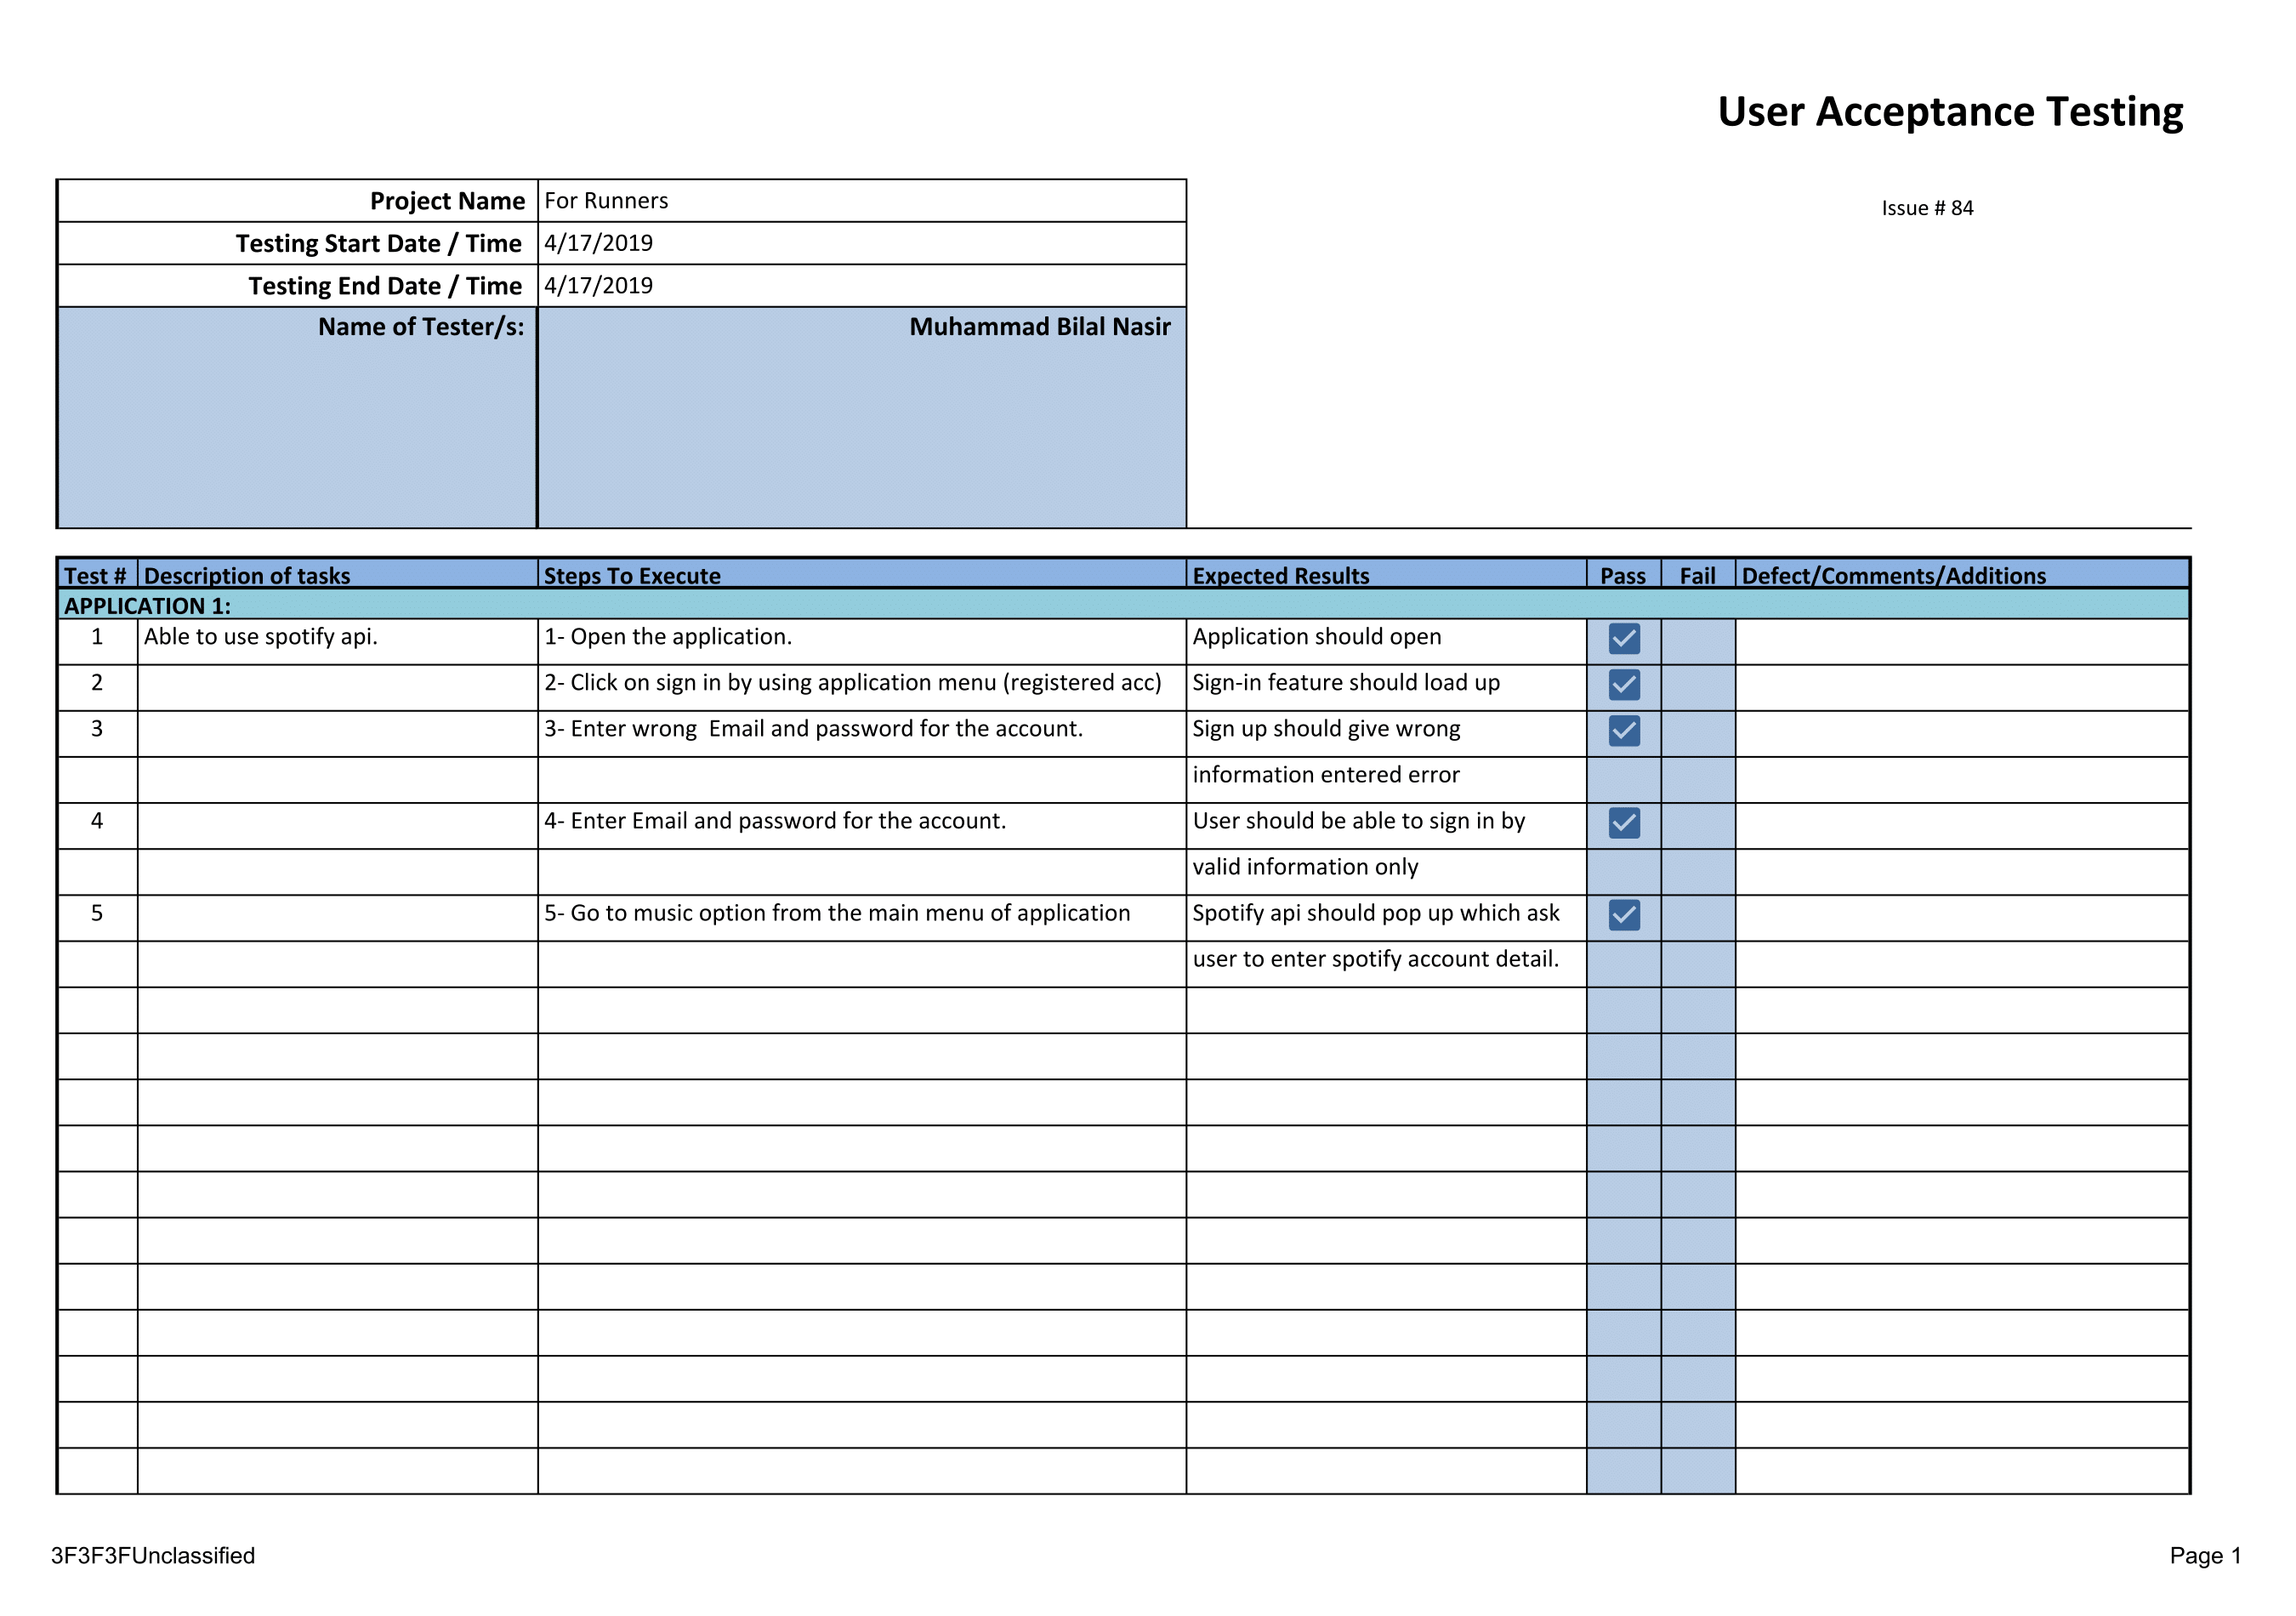 User Acceptance Testing
Project Name For Runners
Issue # 84
Testing Start Date / Time 4/17/2019
Testing End Date / Time 4/17/2019
Name of Tester/s: Muhammad Bilal Nasir
Test # Description of tasks Steps To Execute Expected Results Pass Fail Defect/Comments/Additions
APPLICATION 1:
1 Able to use spotify api. 1- Open the application. Application should open
2 2- Click on sign in by using application menu (registered acc) Sign-in feature should load up
3 3- Enter wrong  Email and password for the account. Sign up should give wrong
information entered error
4 4- Enter Email and password for the account. User should be able to sign in by
valid information only
5 5- Go to music option from the main menu of application Spotify api should pop up which ask
user to enter spotify account detail.
3F3F3FUnclassified Page 1